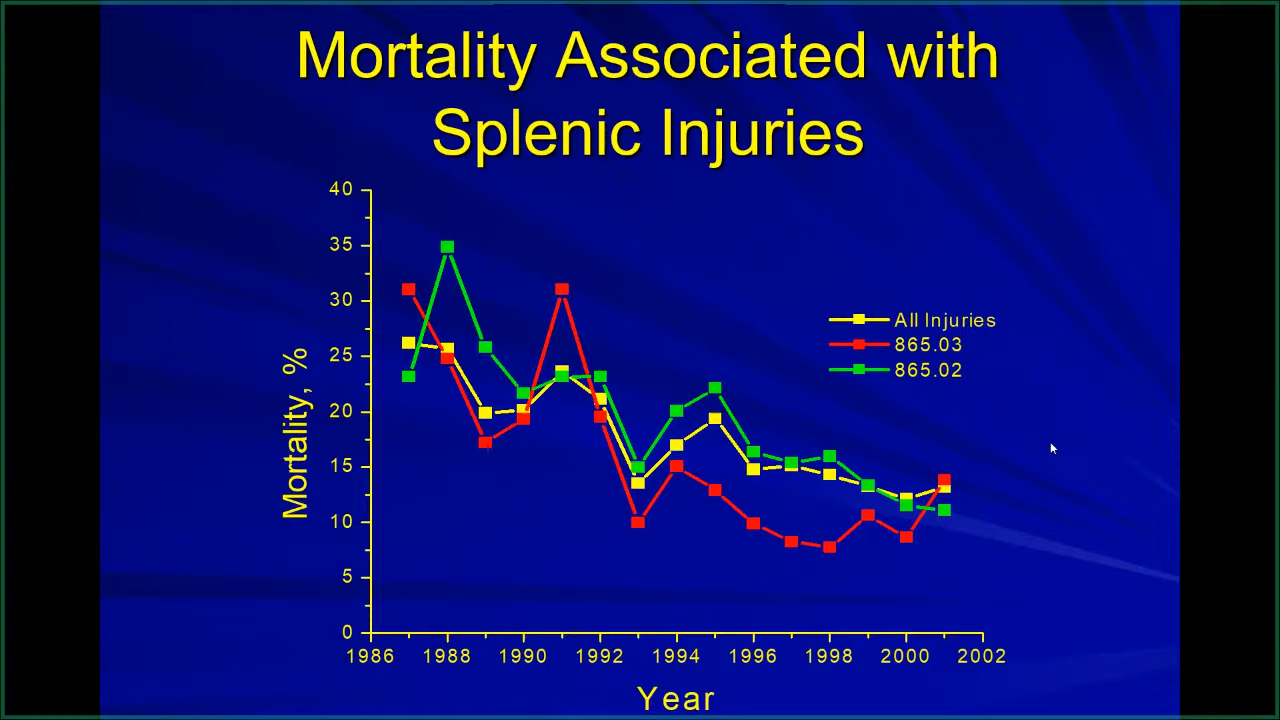 Mortality Associated with
Splenic Injuries
40
35
30
25
20
15
10
5
0
Mortality, %
All Injuries
865.03
865.02
1986 1988 1990 1992 1994 1996 1998 2000 2002
Year